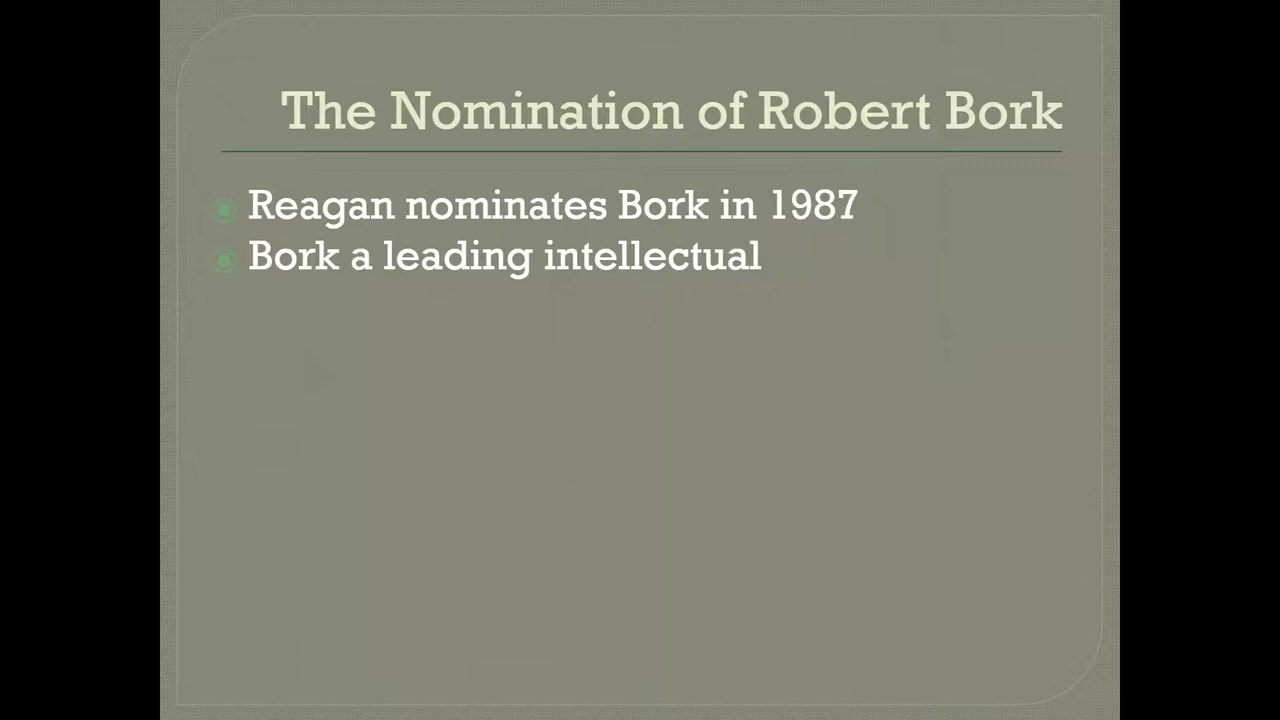 The Nomination of Robert Bork
Reagan nominates Bork in 1987
Bork a leading intellectual